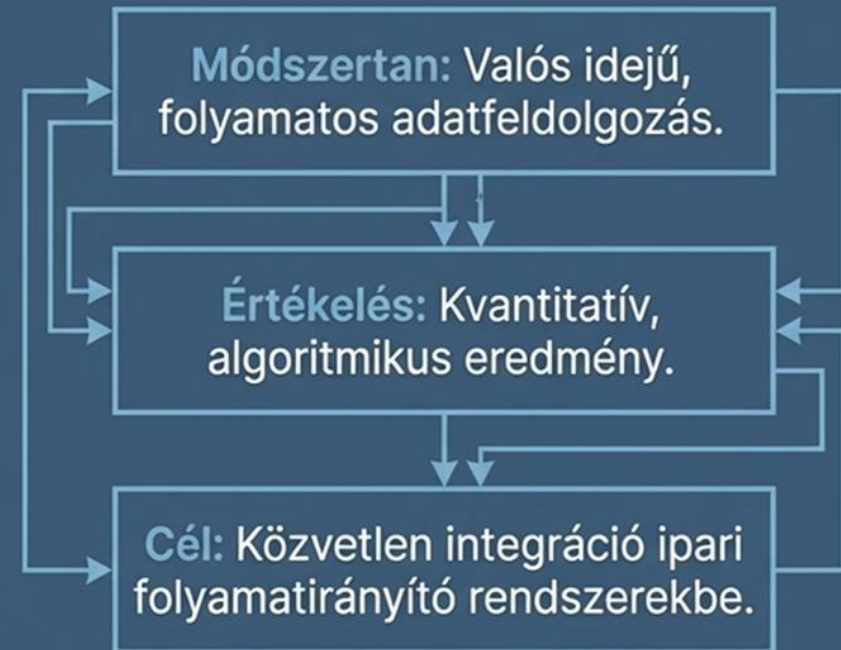 Módszertan: Valós idejű,
folyamatos adatfeldolgozás.
Értékelés: Kvantitatív,
algoritmikus eredmény.
Cél: Közvetlen integráció ipari
folyamatirányító rendszerekbe.